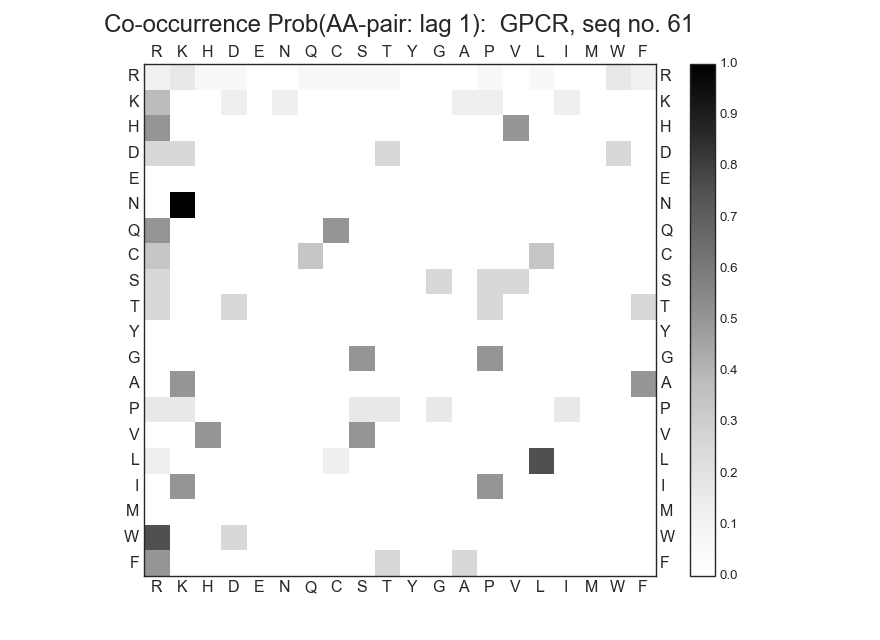 Co-occurrence Prob(AA-pair: lag 1):  GPCR, seq no. 61
R K H D E N Q C S T Y G A P V L I M W F
R R
K K
H H
D D
E E
N N
Q Q
C C
S S
T T
Y Y
G G
A A
P P
V V
L L
I I
M M
W W
F F
R K H D E N Q C S T Y G A P V L I M W F
1.0
0.9
0.8
0.7
0.6
0.5
0.4
0.3
0.2
0.1
0.0